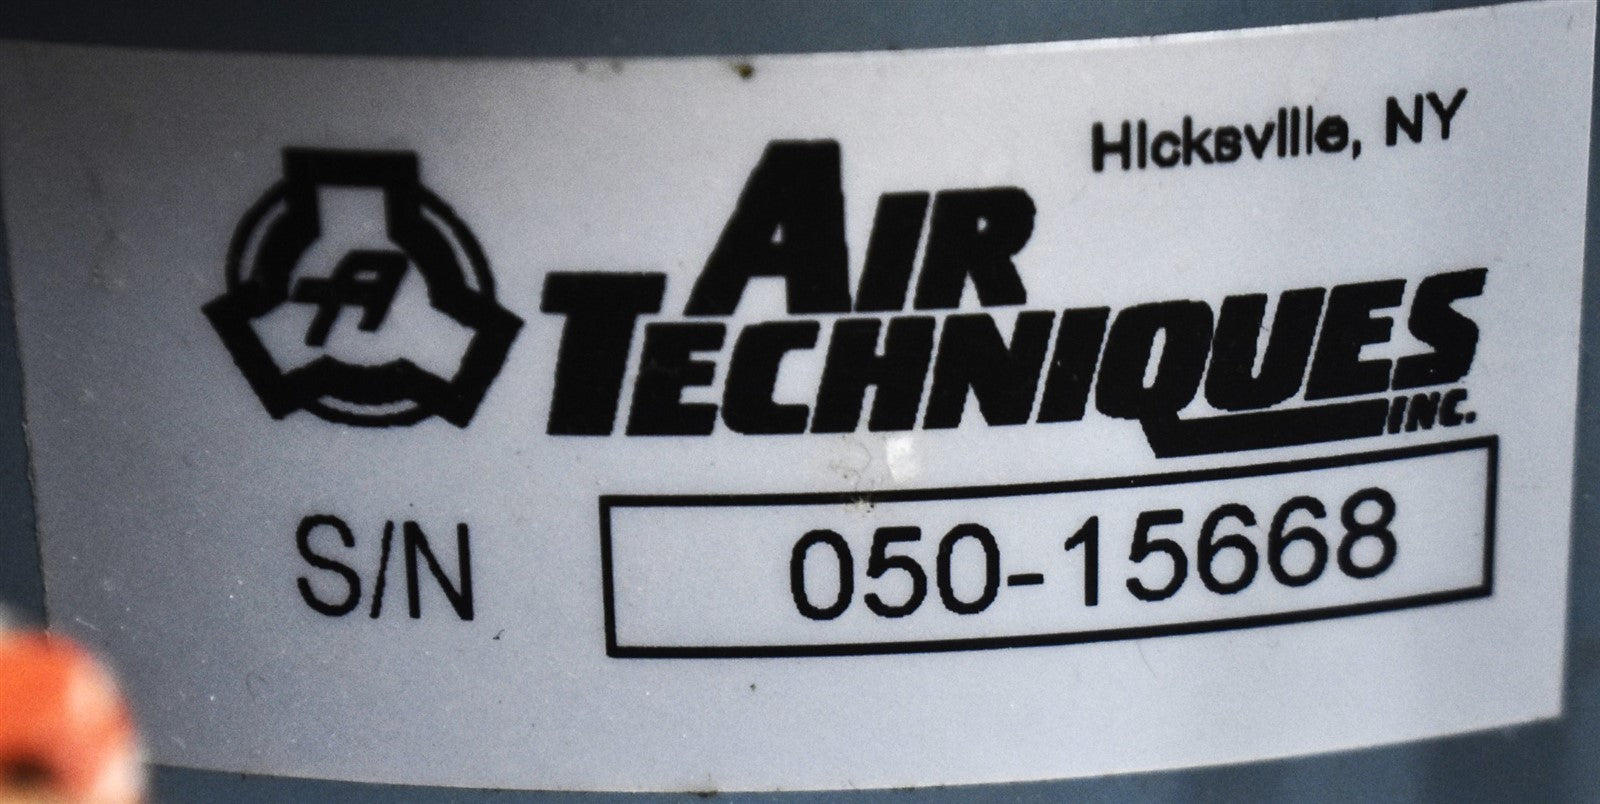 Hicksville, NY
AIR
TECHNIQUES
INC.
S/N 050-15668